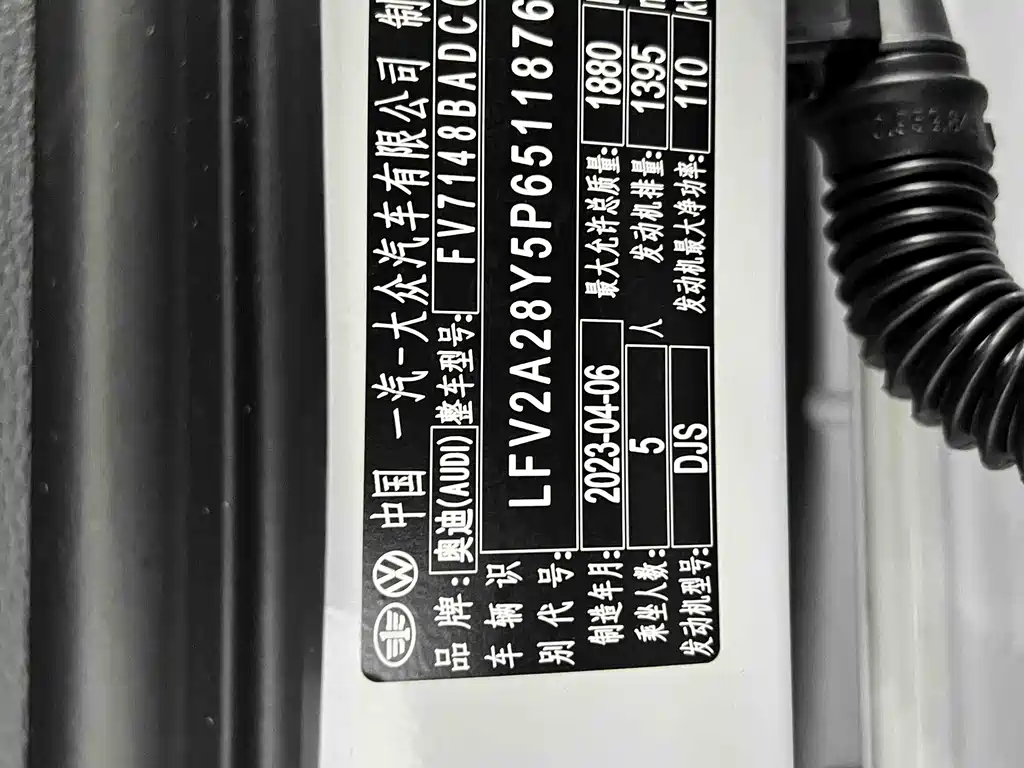 中国 一汽-大众汽车有限公司 制
品牌: 奥迪(AUDI) 整车型号: FV7148BADC
车辆识别代号: LFV2A28Y5P6511876
制造年月: 2023-04-06 最大允许总质量: 1880
乘坐人数: 5 人 发动机排量: 1395
发动机型号: DJS 发动机最大净功率: 110